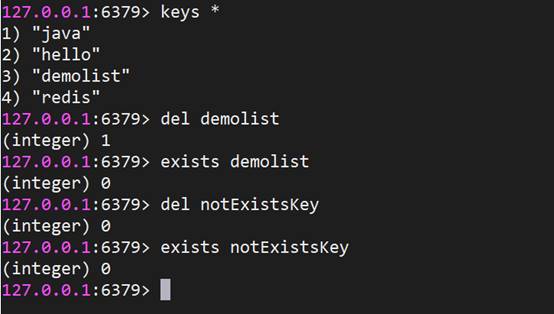 127.0.0.1:6379> keys *
1) "java"
2) "hello"
3) "demolist"
4) "redis"
127.0.0.1:6379> del demolist
(integer) 1
127.0.0.1:6379> exists demolist
(integer) 0
127.0.0.1:6379> del notExistsKey
(integer) 0
127.0.0.1:6379> exists notExistsKey
(integer) 0
127.0.0.1:6379>